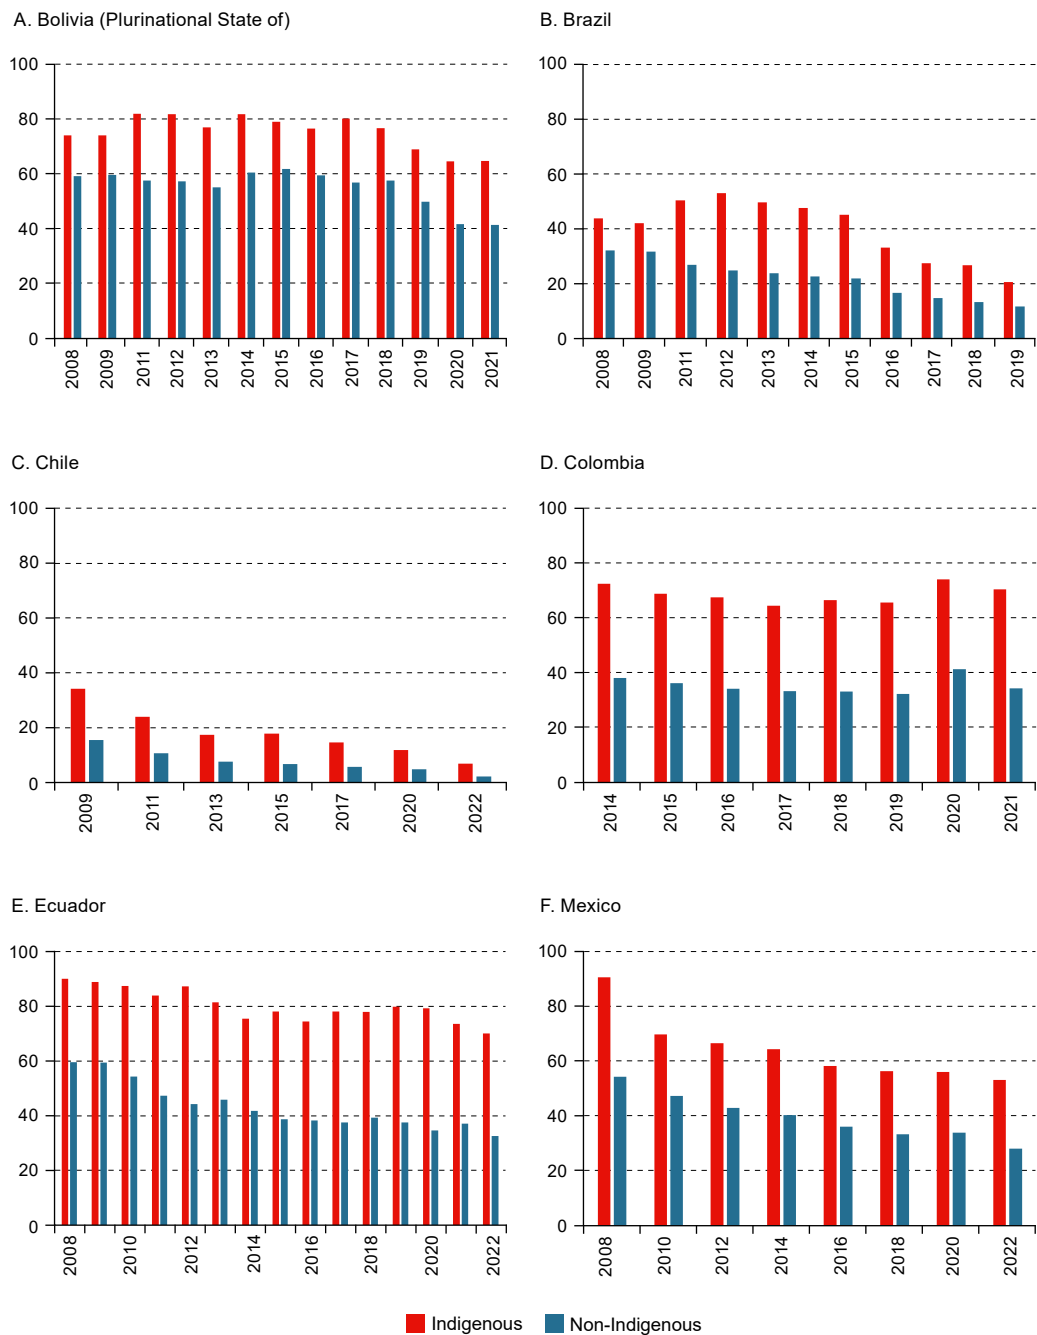 A. Bolivia (Plurinational State of)
100
80
60
40
20
0
2008 2009 2011 2012 2013 2014 2015 2016 2017 2018 2019 2020 2021
B. Brazil
100
80
60
40
20
0
2008 2009 2011 2012 2013 2014 2015 2016 2017 2018 2019
C. Chile
100
80
60
40
20
0
2009 2011 2013 2015 2017 2020 2022
D. Colombia
100
80
60
40
20
0
2014 2015 2016 2017 2018 2019 2020 2021
E. Ecuador
100
80
60
40
20
0
2008 2010 2012 2014 2016 2018 2020 2022
F. Mexico
100
80
60
40
20
0
2008 2010 2012 2014 2016 2018 2020 2022
Indigenous Non-Indigenous